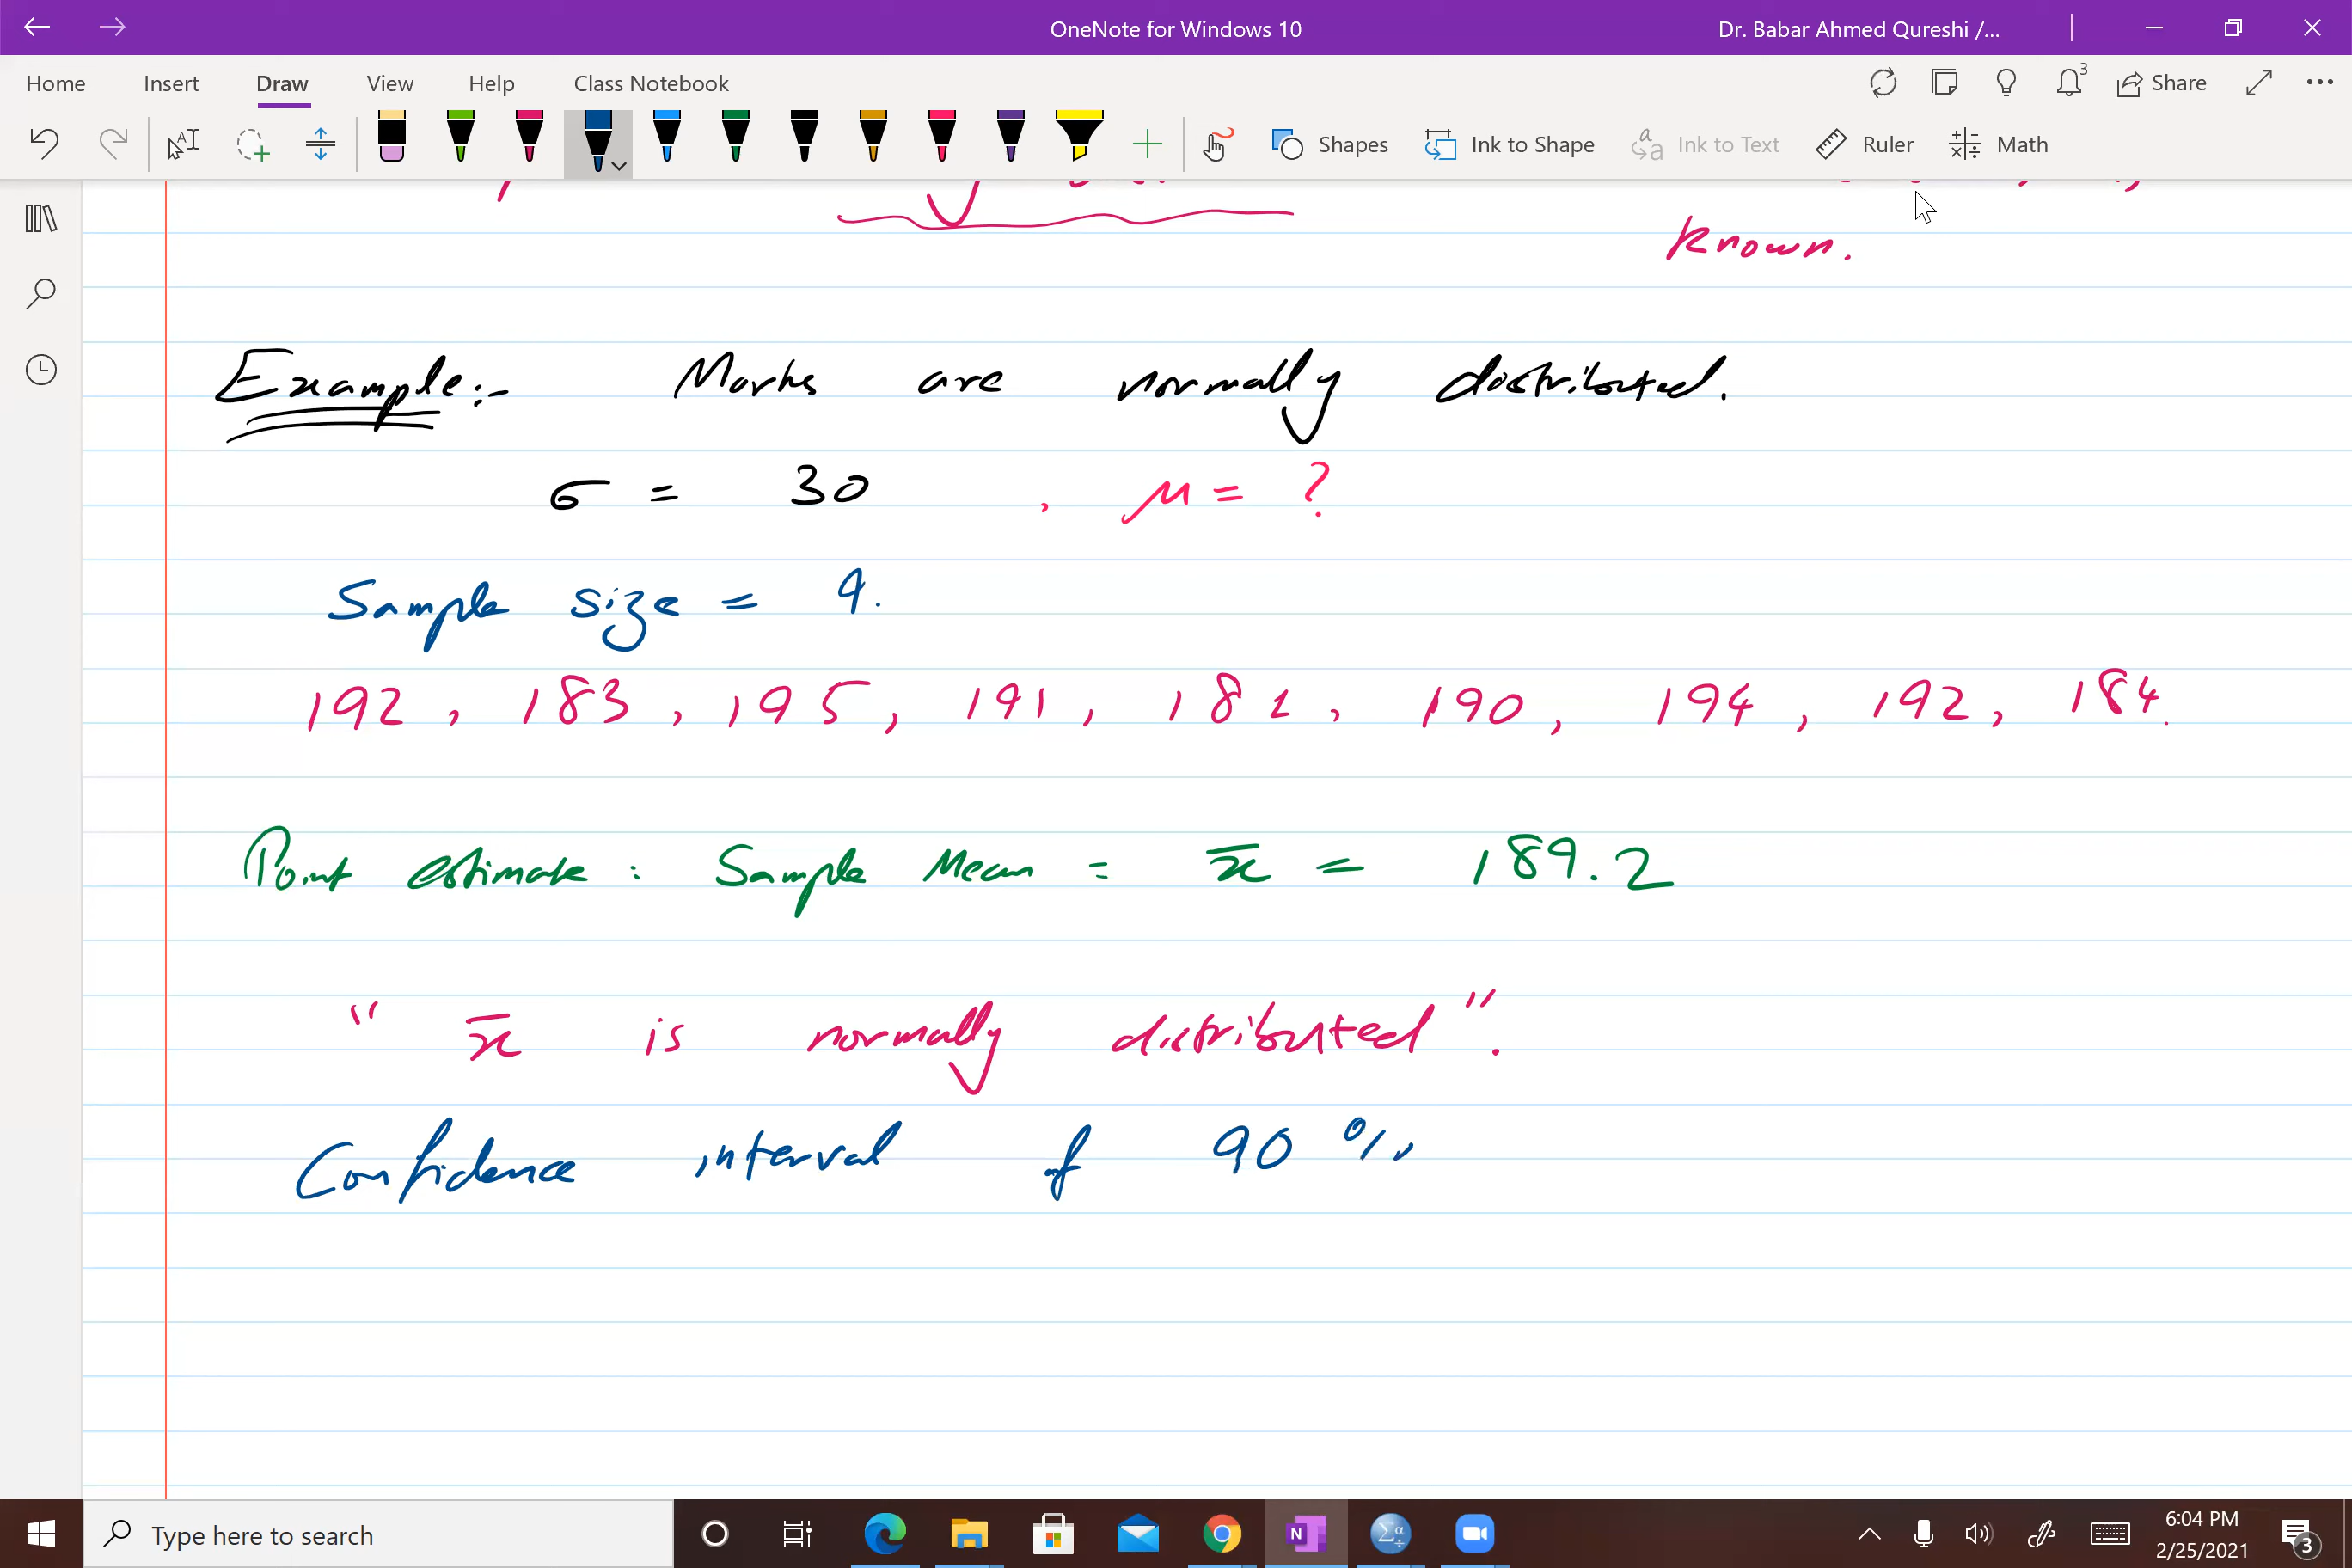 OneNote for Windows 10
Dr. Babar Ahmed Qureshi /...
Home Insert Draw View Help Class Notebook
3
Share
Shapes Ink to Shape Ink to Text Ruler Math
known.
Example:- Marks are normally distributed.
σ = 30 , μ = ?
Sample size = 9.
192 , 183 , 195 , 191 , 181 , 190 , 194 , 192 , 184.
Point estimate : Sample Mean = x̄ = 189.2
" x̄ is normally distributed".
Confidence interval of 90 %
Type here to search
6:04 PM
2/25/2021
3